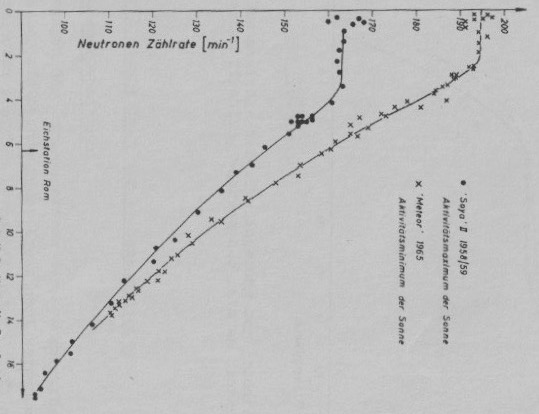 100 110 120 130 140 150 160 170 180 190 200
Neutronen Zählrate [min⁻¹]
0
2
4
6
8
10
12
14
16
Eichstation Rom
● 'Soya' II 1958/59
Aktivitätsmaximum der Sonne
× 'Meteor' 1965
Aktivitätsminimum der Sonne